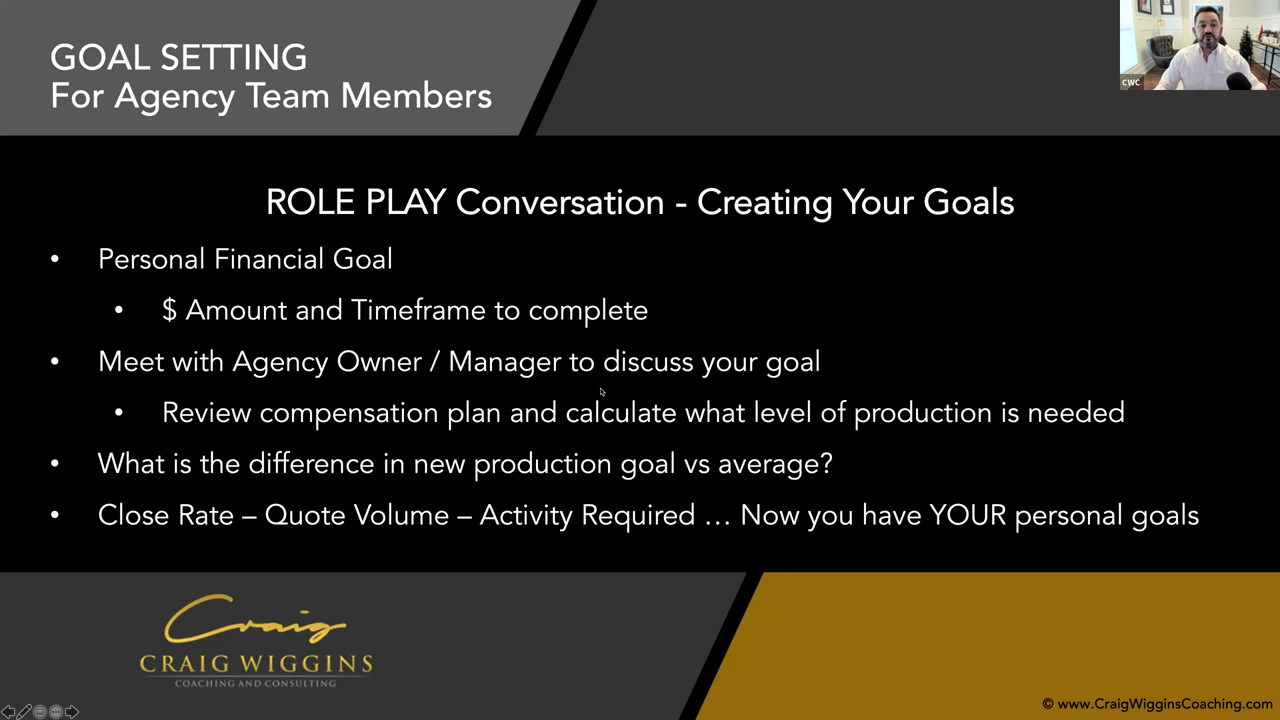 GOAL SETTING
For Agency Team Members
CWC
ROLE PLAY Conversation - Creating Your Goals
• Personal Financial Goal
• $ Amount and Timeframe to complete
• Meet with Agency Owner / Manager to discuss your goal
• Review compensation plan and calculate what level of production is needed
• What is the difference in new production goal vs average?
• Close Rate – Quote Volume – Activity Required … Now you have YOUR personal goals
Craig
CRAIG WIGGINS
COACHING AND CONSULTING
© www.CraigWigginsCoaching.com